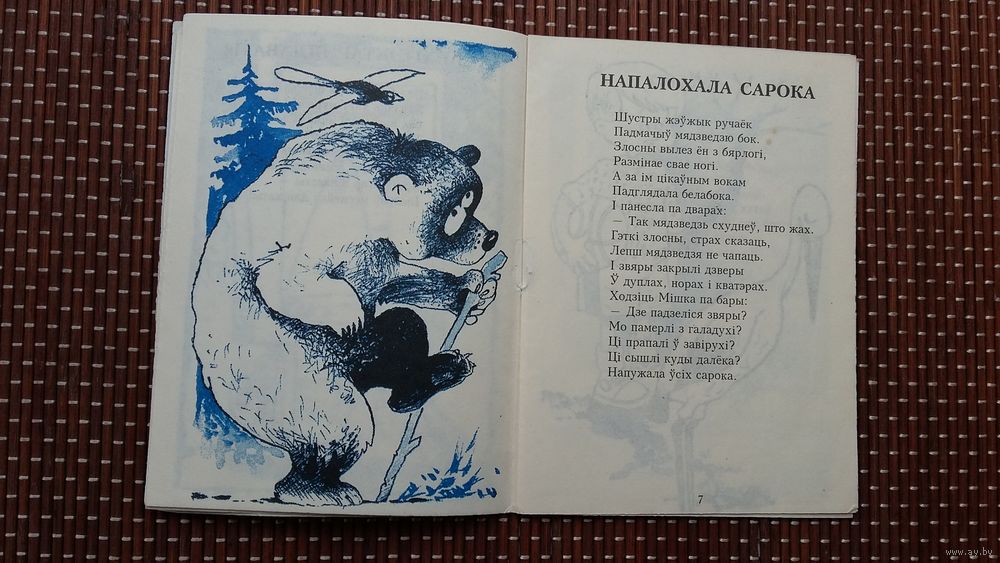 НАПАЛОХАЛА САРОКА
Шустры жэўжык ручаёк
Падмачыў мядзведзю бок.
Злосны вылез ён з бярлогі,
Размінае свае ногі.
А за ім цікаўным вокам
Падглядала белабока.
І панесла па дварах:
— Так мядзведзь схуднеў, што жах.
Гэткі злосны, страх сказаць,
Лепш мядзведзя не чапаць.
І звяры закрылі дзверы
Ў дуплах, норах і кватэрах.
Ходзіць Мішка па бары:
— Дзе падзеліся звяры?
Мо памерлі з галадухі?
Ці прапалі ў завірухі?
Ці сышлі куды далёка?
Напужала ўсіх сарока.
7
www.ay.by